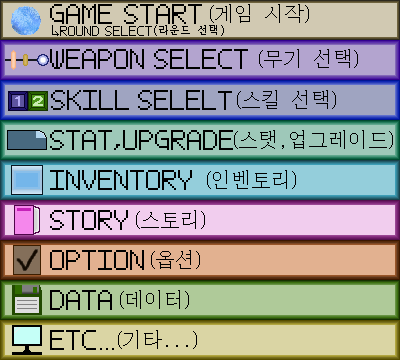 GAME START (게임 시작)
↳ROUND SELECT(라운드 선택)
WEAPON SELECT (무기 선택)
1 2 SKILL SELELT(스킬 선택)
STAT,UPGRADE(스탯,업그레이드)
INVENTORY (인벤토리)
STORY (스토리)
OPTION (옵션)
DATA (데이터)
ETC...(기타...)